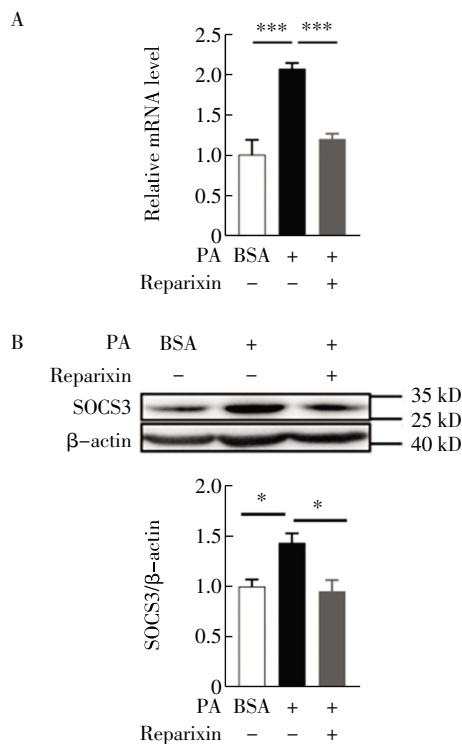 A
*** ***
2.5
2.0
1.5
1.0
0.5
0
Relative mRNA level
PA BSA + +
Reparixin − − +
B PA BSA + +
Reparixin − − +
SOCS3 35 kD
25 kD
β−actin 40 kD
* *
2.0
1.5
1.0
0.5
0
SOCS3/β−actin
PA BSA + +
Reparixin − − +